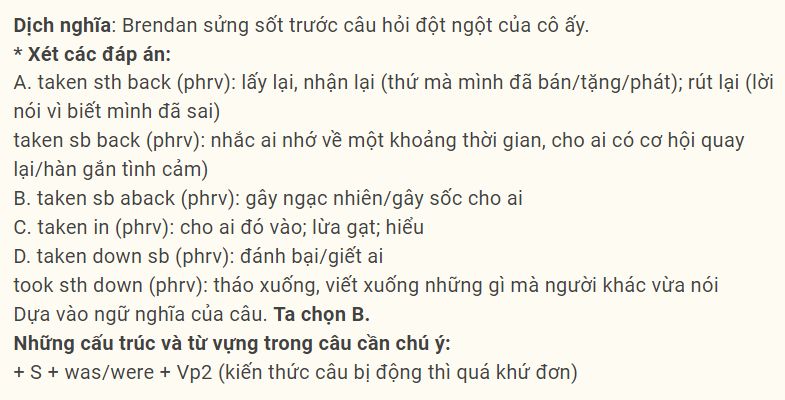 Dịch nghĩa: Brendan sửng sốt trước câu hỏi đột ngột của cô ấy.
* Xét các đáp án:
A. taken sth back (phrv): lấy lại, nhận lại (thứ mà mình đã bán/tặng/phát); rút lại (lời
nói vì biết mình đã sai)
taken sb back (phrv): nhắc ai nhớ về một khoảng thời gian, cho ai có cơ hội quay
lại/hàn gắn tình cảm)
B. taken sb aback (phrv): gây ngạc nhiên/gây sốc cho ai
C. taken in (phrv): cho ai đó vào; lừa gạt; hiểu
D. taken down sb (phrv): đánh bại/giết ai
took sth down (phrv): tháo xuống, viết xuống những gì mà người khác vừa nói
Dựa vào ngữ nghĩa của câu. Ta chọn B.
Những cấu trúc và từ vựng trong câu cần chú ý:
+ S + was/were + Vp2 (kiến thức câu bị động thì quá khứ đơn)